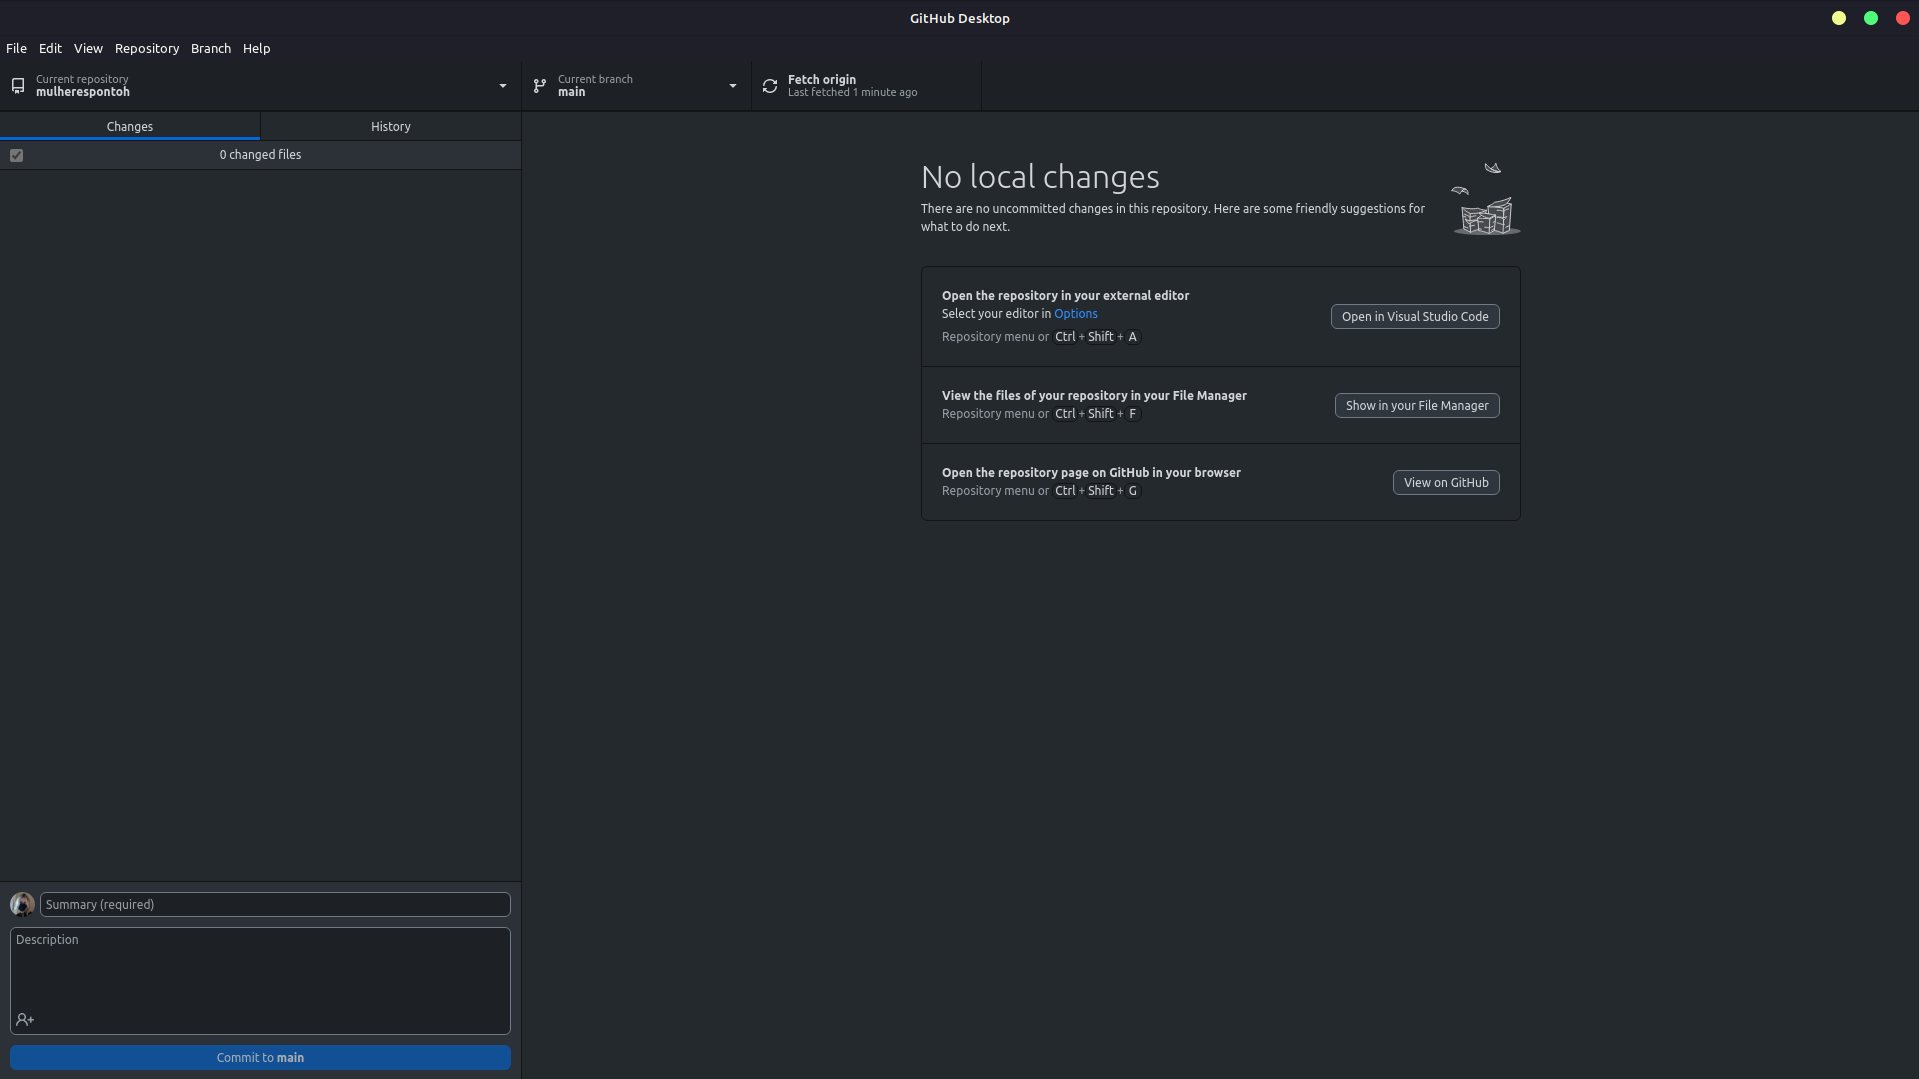 GitHub Desktop
File Edit View Repository Branch Help
Current repository
mulherespontoh
Current branch
main
Fetch origin
Last fetched 1 minute ago
Changes
History
0 changed files
No local changes
There are no uncommitted changes in this repository. Here are some friendly suggestions for
what to do next.
Open the repository in your external editor
Select your editor in Options
Repository menu or Ctrl + Shift + A
Open in Visual Studio Code
View the files of your repository in your File Manager
Repository menu or Ctrl + Shift + F
Show in your File Manager
Open the repository page on GitHub in your browser
Repository menu or Ctrl + Shift + G
View on GitHub
Summary (required)
Description
Commit to main